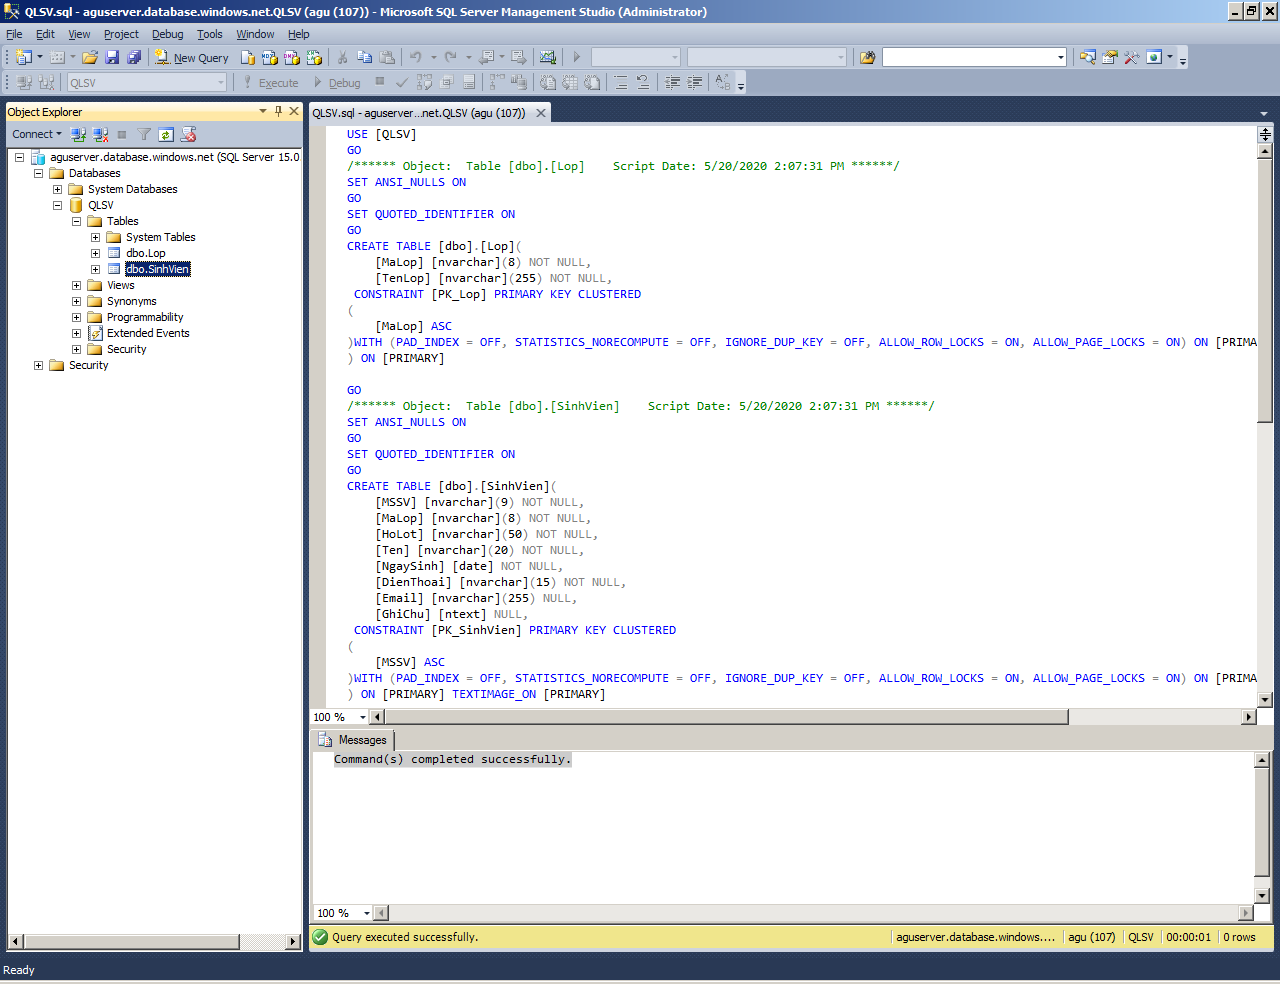 QLSV.sql - aguserver.database.windows.net.QLSV (agu (107)) - Microsoft SQL Server Management Studio (Administrator)
File Edit View Project Debug Tools Window Help
New Query
QLSV Execute Debug
Object Explorer
Connect
aguserver.database.windows.net (SQL Server 15.0
Databases
System Databases
QLSV
Tables
System Tables
dbo.Lop
dbo.SinhVien
Views
Synonyms
Programmability
Extended Events
Security
Security
QLSV.sql - aguserver...net.QLSV (agu (107))
USE [QLSV]
GO
/****** Object:  Table [dbo].[Lop]    Script Date: 5/20/2020 2:07:31 PM ******/
SET ANSI_NULLS ON
GO
SET QUOTED_IDENTIFIER ON
GO
CREATE TABLE [dbo].[Lop](
[MaLop] [nvarchar](8) NOT NULL,
[TenLop] [nvarchar](255) NOT NULL,
CONSTRAINT [PK_Lop] PRIMARY KEY CLUSTERED
(
[MaLop] ASC
)WITH (PAD_INDEX = OFF, STATISTICS_NORECOMPUTE = OFF, IGNORE_DUP_KEY = OFF, ALLOW_ROW_LOCKS = ON, ALLOW_PAGE_LOCKS = ON) ON [PRIMA
) ON [PRIMARY]
GO
/****** Object:  Table [dbo].[SinhVien]    Script Date: 5/20/2020 2:07:31 PM ******/
SET ANSI_NULLS ON
GO
SET QUOTED_IDENTIFIER ON
GO
CREATE TABLE [dbo].[SinhVien](
[MSSV] [nvarchar](9) NOT NULL,
[MaLop] [nvarchar](8) NOT NULL,
[HoLot] [nvarchar](50) NOT NULL,
[Ten] [nvarchar](20) NOT NULL,
[NgaySinh] [date] NOT NULL,
[DienThoai] [nvarchar](15) NOT NULL,
[Email] [nvarchar](255) NULL,
[GhiChu] [ntext] NULL,
CONSTRAINT [PK_SinhVien] PRIMARY KEY CLUSTERED
(
[MSSV] ASC
)WITH (PAD_INDEX = OFF, STATISTICS_NORECOMPUTE = OFF, IGNORE_DUP_KEY = OFF, ALLOW_ROW_LOCKS = ON, ALLOW_PAGE_LOCKS = ON) ON [PRIMA
) ON [PRIMARY] TEXTIMAGE_ON [PRIMARY]
100 %
Messages
Command(s) completed successfully.
100 %
Query executed successfully. aguserver.database.windows.... agu (107) QLSV 00:00:01 0 rows
Ready